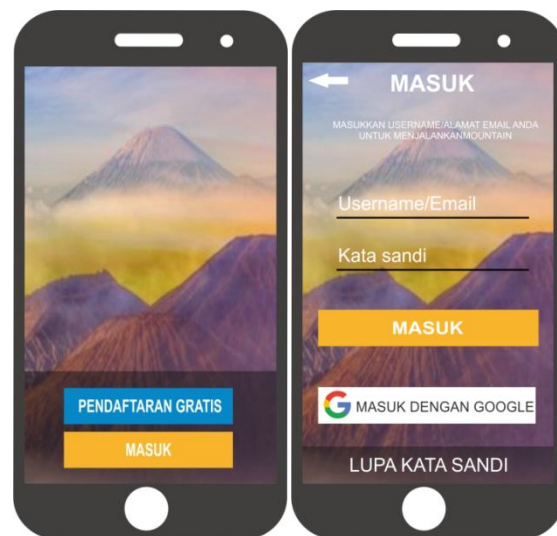 PENDAFTARAN GRATIS
MASUK
MASUK
MASUKKAN USERNAME/ALAMAT EMAIL ANDA
UNTUK MENJALANKANMOUNTAIN
Username/Email
Kata sandi
MASUK
MASUK DENGAN GOOGLE
LUPA KATA SANDI